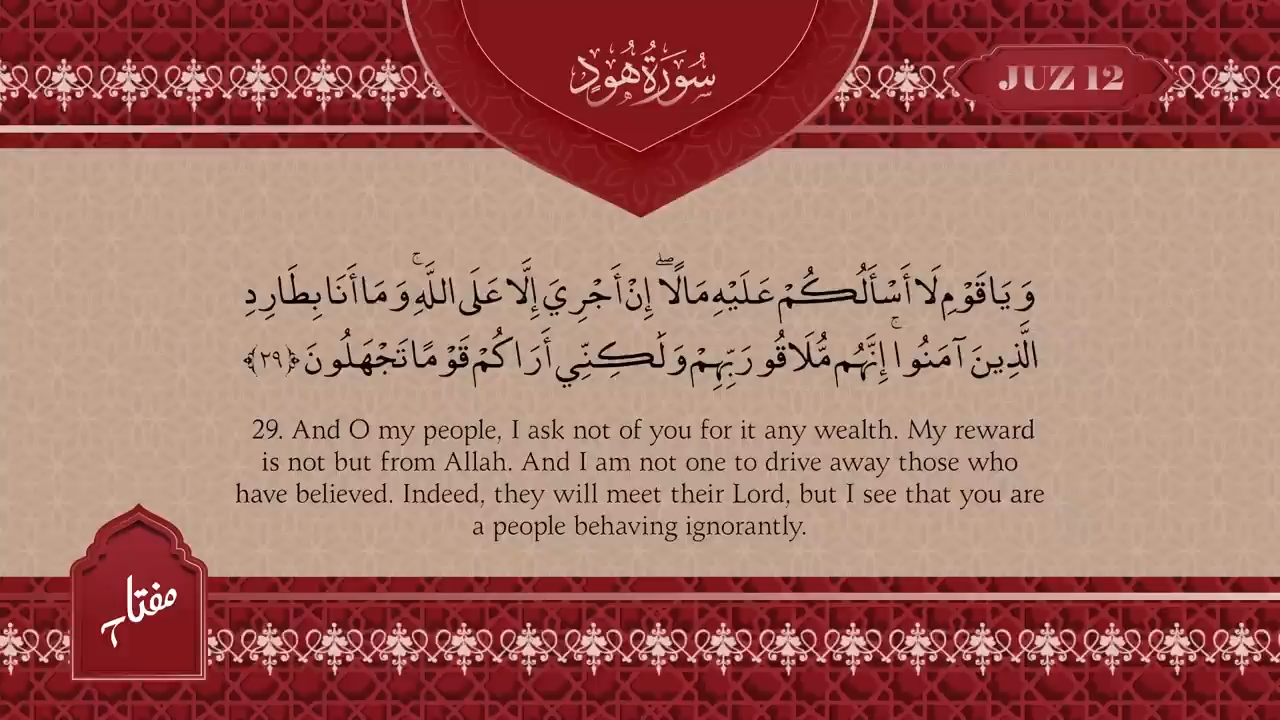 سُورَةُ هُودٍ
JUZ 12
وَيَاقَوْمِ لَا أَسْأَلُكُمْ عَلَيْهِ مَالًا ۖ إِنْ أَجْرِيَ إِلَّا عَلَى اللَّهِ ۚ وَمَا أَنَا بِطَارِدِ
الَّذِينَ آمَنُوا ۚ إِنَّهُم مُّلَاقُو رَبِّهِمْ وَلَٰكِنِّي أَرَاكُمْ قَوْمًا تَجْهَلُونَ ﴿٢٩﴾
29. And O my people, I ask not of you for it any wealth. My reward
is not but from Allah. And I am not one to drive away those who
have believed. Indeed, they will meet their Lord, but I see that you are
a people behaving ignorantly.
مفتاح